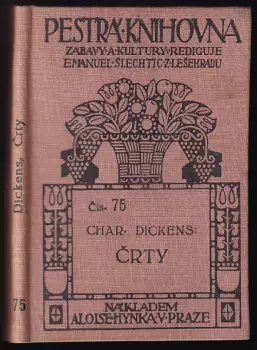 PESTRÁ·KNIHOVNA
ZÁBAVY·A·KULTURY·REDIGUJE
EMANUEL·ŠLECHTIC·Z·LEŠEHRADU
Čís. 75
CHAR. DICKENS:
ČRTY
NÁKLADEM
ALOISE·HYNKA·V·PRAZE
Dickens, Črty
75